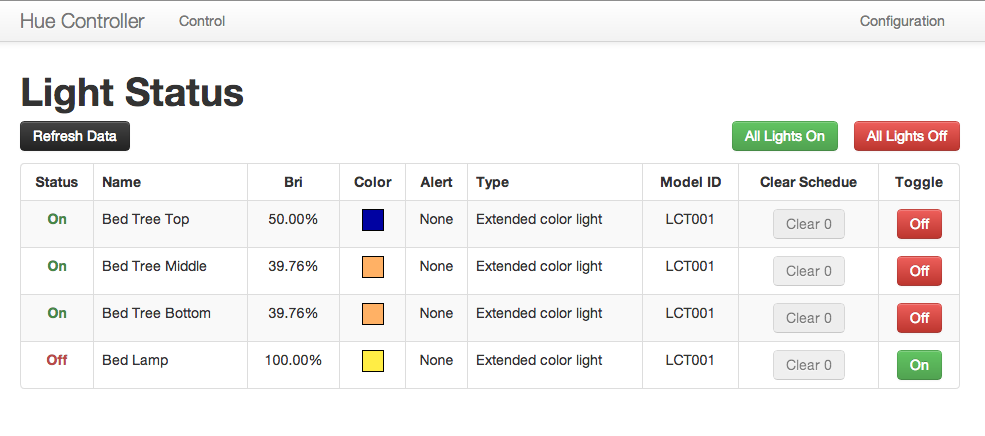 Hue Controller Control Configuration
Light Status
Refresh Data All Lights On All Lights Off
Status Name Bri Color Alert Type Model ID Clear Schedue Toggle
On Bed Tree Top 50.00% None Extended color light LCT001 Clear 0 Off
On Bed Tree Middle 39.76% None Extended color light LCT001 Clear 0 Off
On Bed Tree Bottom 39.76% None Extended color light LCT001 Clear 0 Off
Off Bed Lamp 100.00% None Extended color light LCT001 Clear 0 On